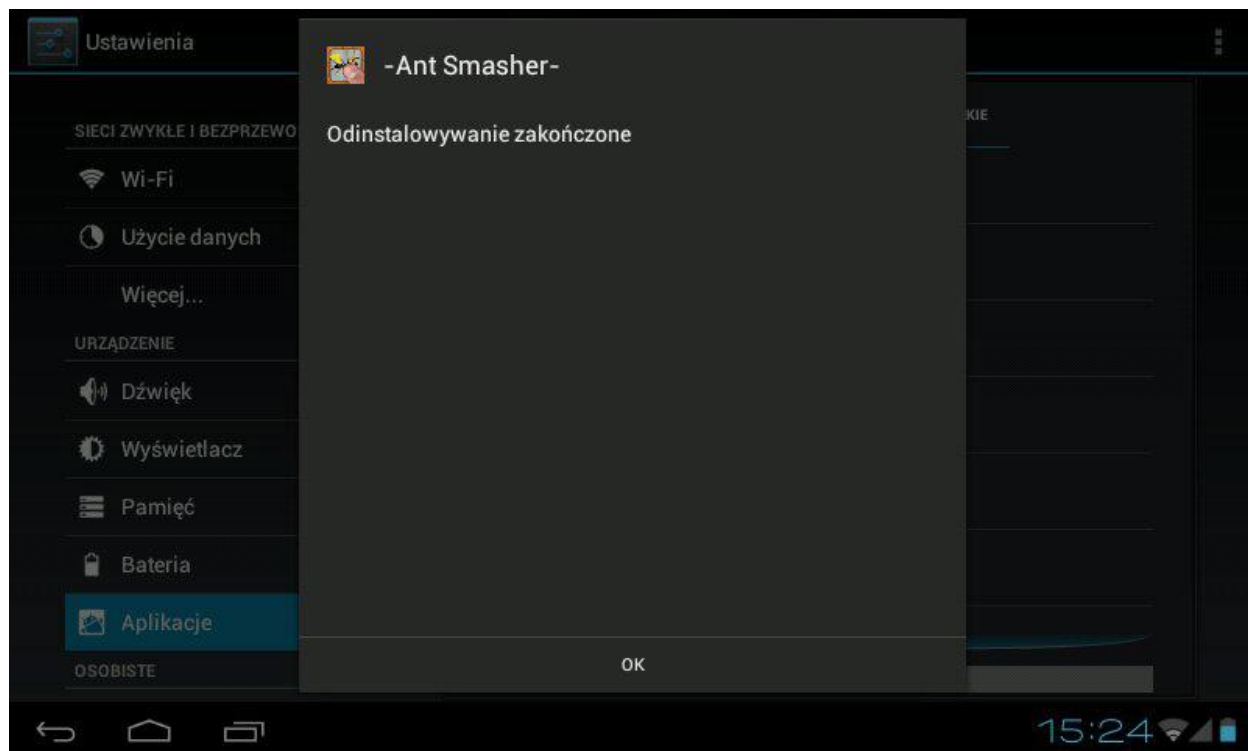 Ustawienia
-Ant Smasher-
Odinstalowywanie zakończone
SIECI ZWYKŁE I BEZPRZEWO
KIE
Wi-Fi
Użycie danych
Więcej...
URZĄDZENIE
Dźwięk
Wyświetlacz
Pamięć
Bateria
Aplikacje
OSOBISTE
OK
15:24